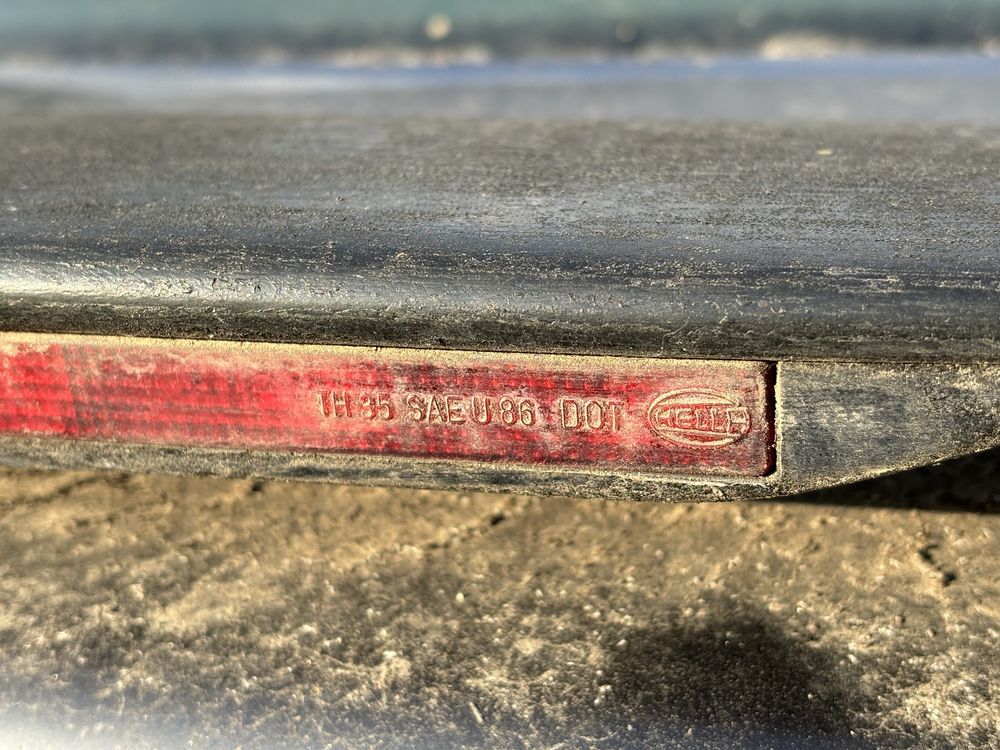 TH 35 SAE U 86 DOT HELLA